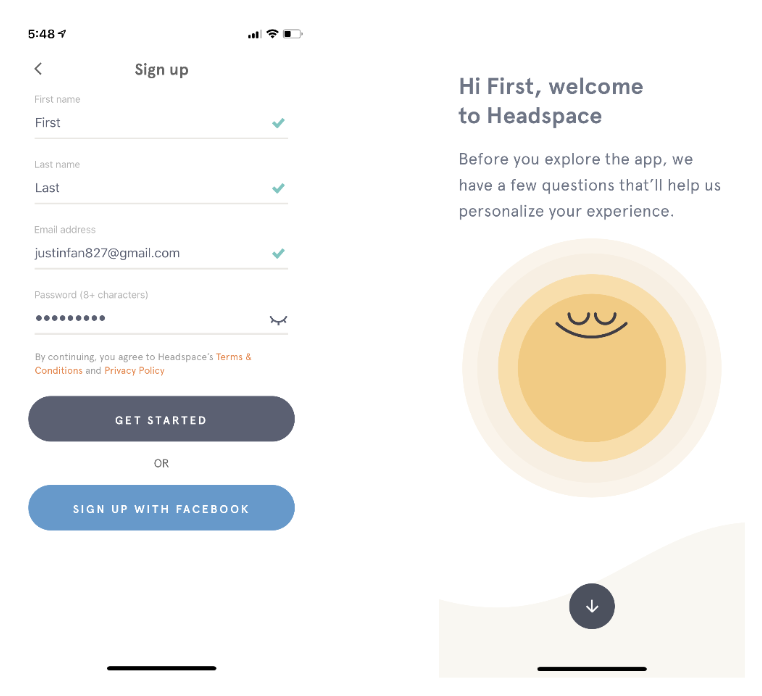 5:48
Sign up
First name
First
Last name
Last
Email address
justinfan827@gmail.com
Password (8+ characters)
•••••••••
By continuing, you agree to Headspace's Terms &
Conditions and Privacy Policy
GET STARTED
OR
SIGN UP WITH FACEBOOK
Hi First, welcome
to Headspace
Before you explore the app, we
have a few questions that'll help us
personalize your experience.